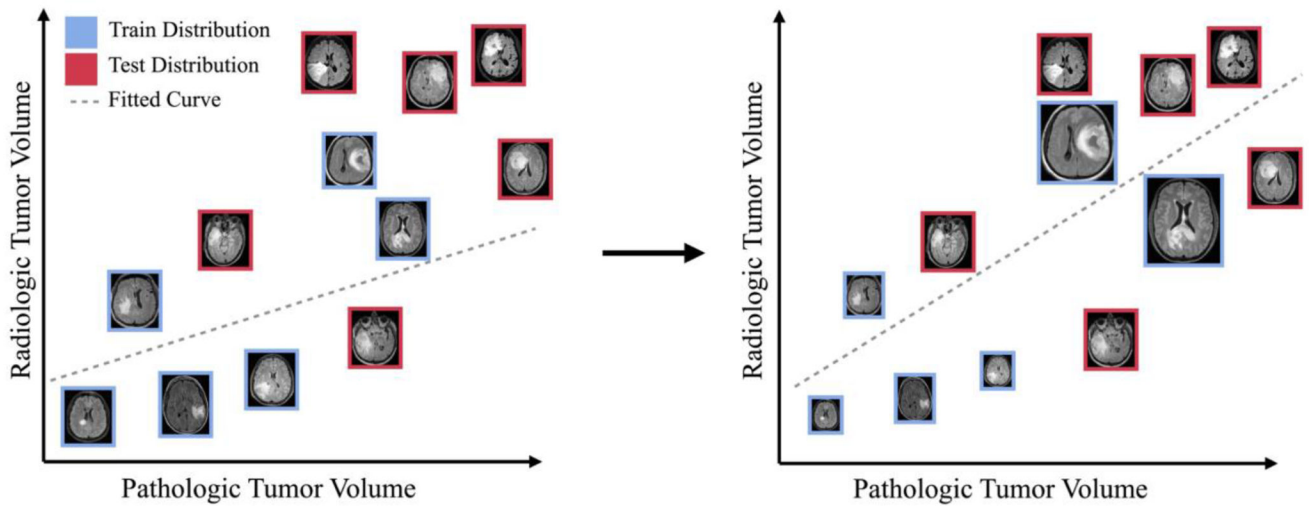 Train Distribution
Test Distribution
Fitted Curve
Radiologic Tumor Volume
Pathologic Tumor Volume
Radiologic Tumor Volume
Pathologic Tumor Volume